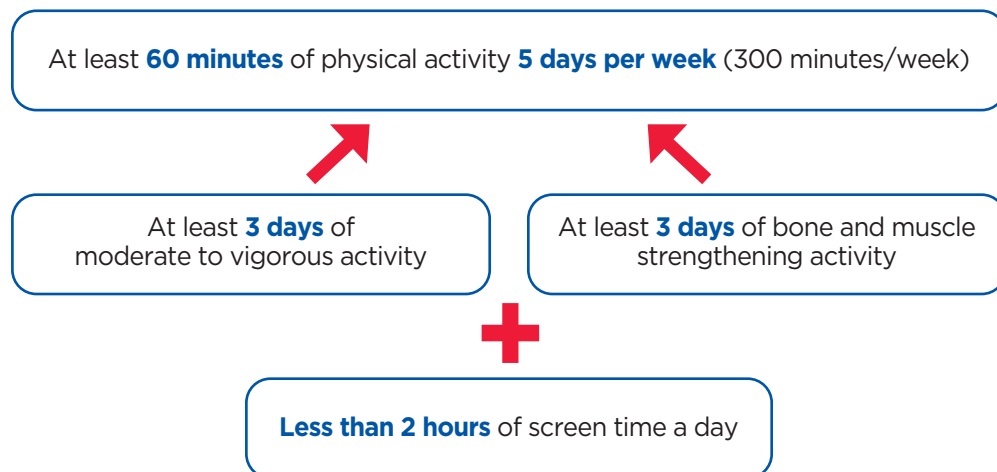 At least 60 minutes of physical activity 5 days per week (300 minutes/week)
At least 3 days of
moderate to vigorous activity
At least 3 days of bone and muscle
strengthening activity
Less than 2 hours of screen time a day